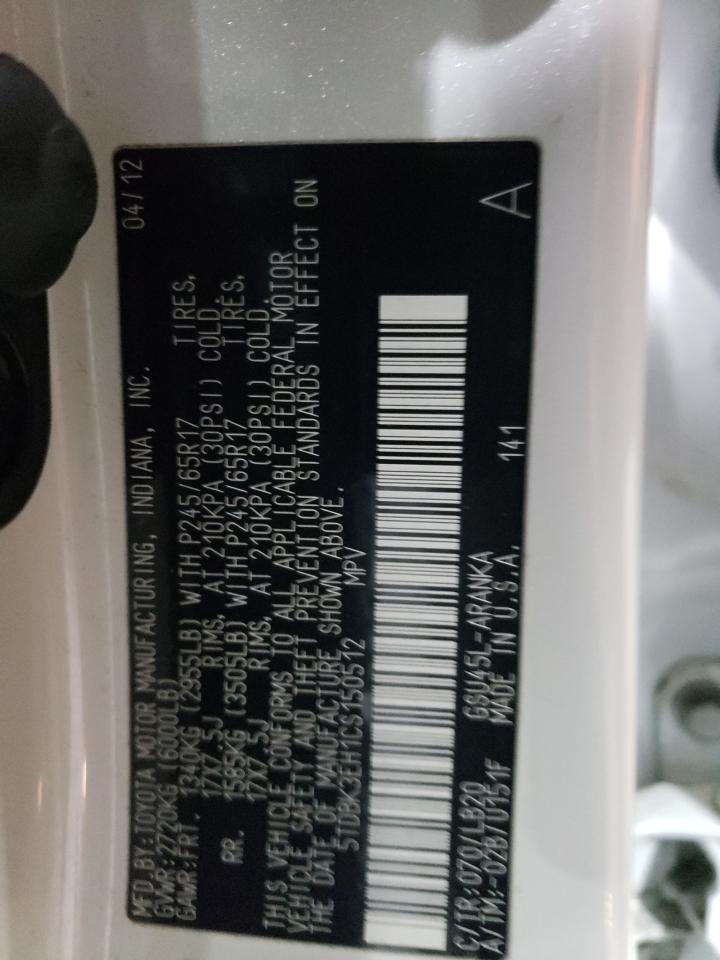 MFD.BY:TOYOTA MOTOR MANUFACTURING, INDIANA, INC. 04/12
GVWR:2720KG (6000LB)
GAWR:FRT. 1340KG (2955LB) WITH P245/65R17 TIRES,
17X7.5J RIMS, AT 210KPA (30PSI) COLD
RR. 1585KG (3505LB) WITH P245/65R17 TIRES,
17X7.5J RIMS, AT 210KPA (30PSI) COLD.
THIS VEHICLE CONFORMS TO ALL APPLICABLE FEDERAL MOTOR
VEHICLE SAFETY AND THEFT PREVENTION STANDARDS IN EFFECT ON
THE DATE OF MANUFACTURE SHOWN ABOVE.
5TDBK3EH1CS150512 MPV
C/TR:070/LB20 GSU45L-ARANKA
A/TM:-02B/U151F MADE IN U.S.A. 141 A